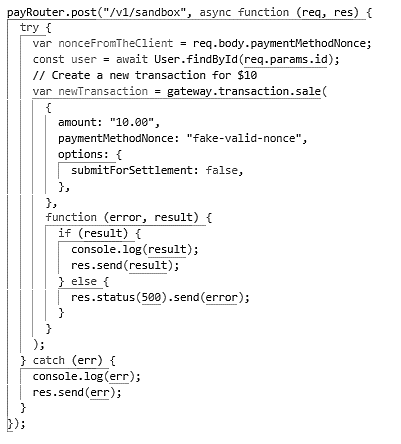 payRouter.post("/v1/sandbox", async function (req, res) {
try {
var nonceFromTheClient = req.body.paymentMethodNonce;
const user = await User.findById(req.params.id);
// Create a new transaction for $10
var newTransaction = gateway.transaction.sale(
{
amount: "10.00",
paymentMethodNonce: "fake-valid-nonce",
options: {
submitForSettlement: false,
},
},
function (error, result) {
if (result) {
console.log(result);
res.send(result);
} else {
res.status(500).send(error);
}
}
);
} catch (err) {
console.log(err);
res.send(err);
}
});